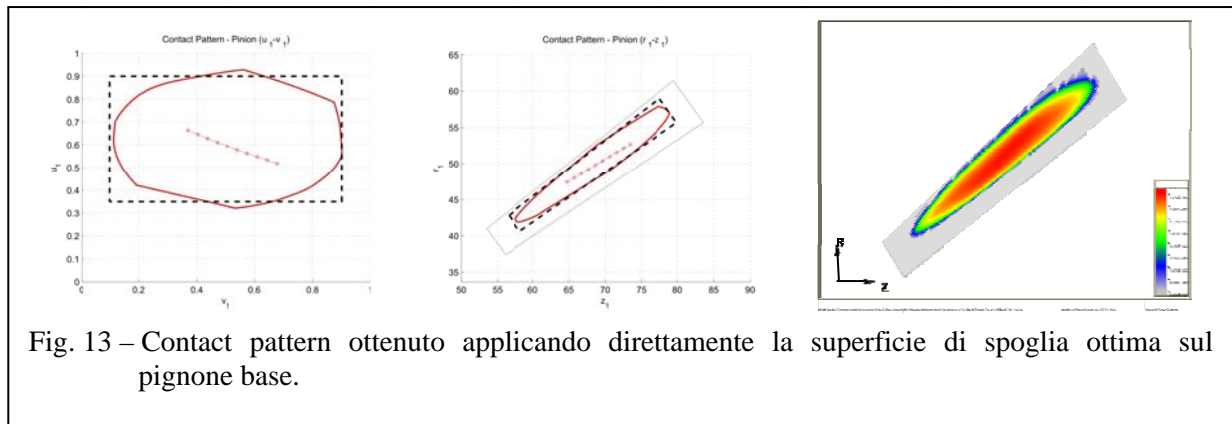 Contact Pattern - Pinion (u₁-v₁)
1
0.9
0.8
0.7
0.6
0.5
0.4
0.3
0.2
0.1
0
u₁
0 0.2 0.4 0.6 0.8 1
v₁
Contact Pattern - Pinion (r₁-z₁)
65
60
55
50
45
40
35
r₁
50 55 60 65 70 75 80 85 90
z₁
R
Z
Fig. 13 – Contact pattern ottenuto applicando direttamente la superficie di spoglia ottima sul
pignone base.